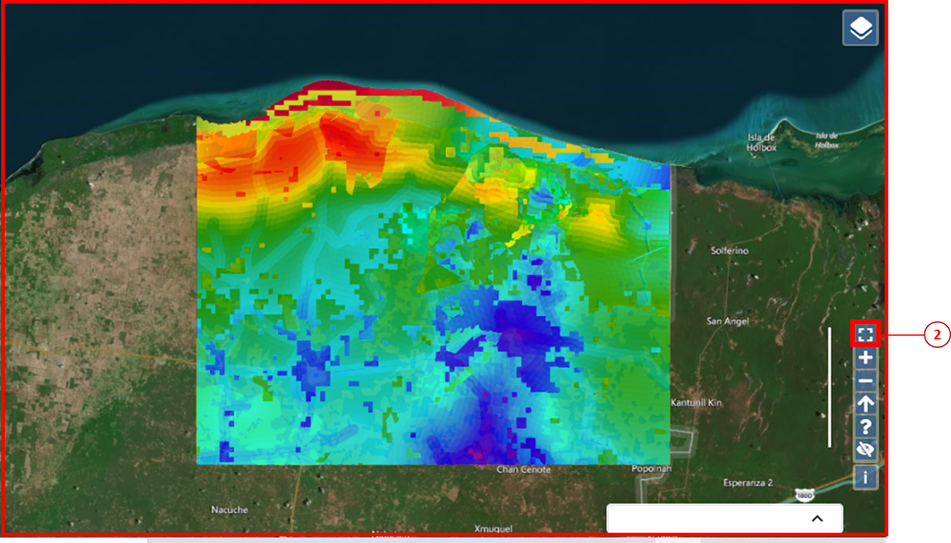 Isla de
Holbox
Isla de
Holbox
Solferino
San Angel
2
+
−
?
Kantunil Kin
i
Chan Cenote
Popolnah
Esperanza 2
180D
Nacuche
Xmuguel